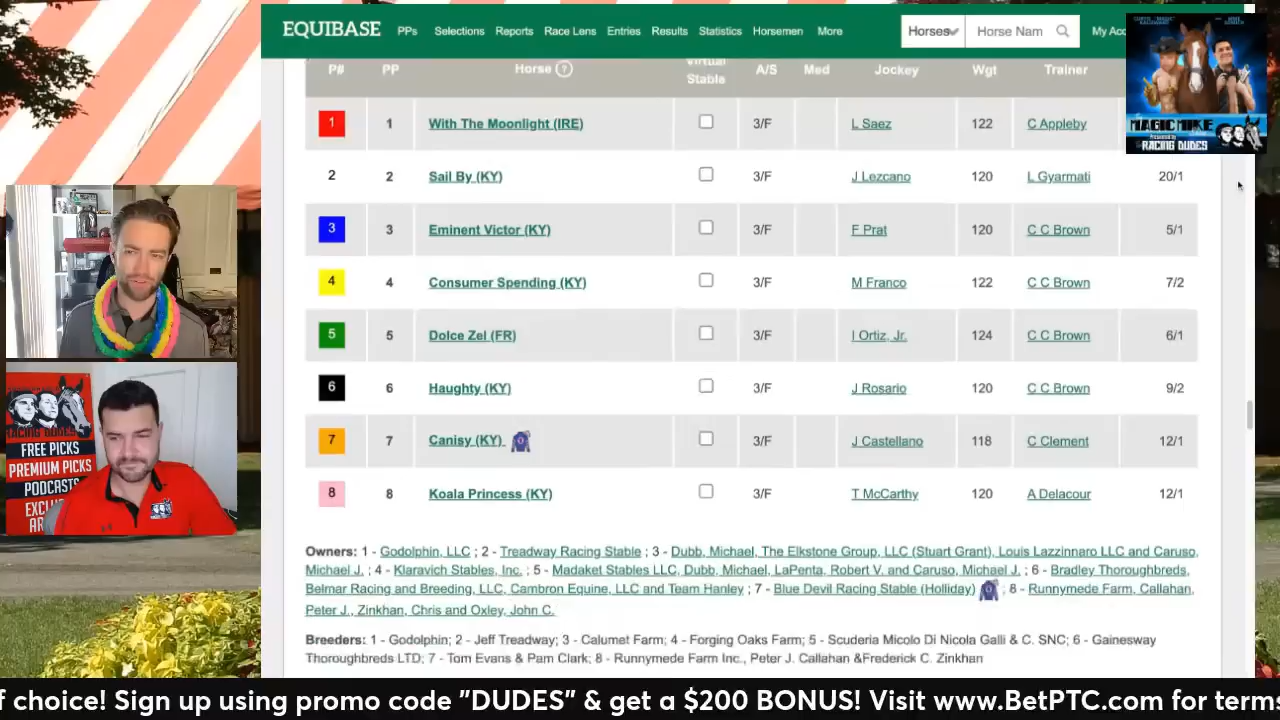 EQUIBASE PPs Selections Reports Race Lens Entries Results Statistics Horsemen More Horses Horse Nam My Acc
P# PP Horse ? Virtual Stable A/S Med Jockey Wgt Trainer
1 1 With The Moonlight (IRE) 3/F L Saez 122 C Appleby
2 2 Sail By (KY) 3/F J Lezcano 120 L Gyarmati 20/1
3 3 Eminent Victor (KY) 3/F F Prat 120 C C Brown 5/1
4 4 Consumer Spending (KY) 3/F M Franco 122 C C Brown 7/2
5 5 Dolce Zel (FR) 3/F I Ortiz, Jr. 124 C C Brown 6/1
6 6 Haughty (KY) 3/F J Rosario 120 C C Brown 9/2
7 7 Canisy (KY) 3/F J Castellano 118 C Clement 12/1
8 8 Koala Princess (KY) 3/F T McCarthy 120 A Delacour 12/1
Owners: 1 - Godolphin, LLC ; 2 - Treadway Racing Stable ; 3 - Dubb, Michael, The Elkstone Group, LLC (Stuart Grant), Louis Lazzinnaro LLC and Caruso,
Michael J. ; 4 - Klaravich Stables, Inc. ; 5 - Madaket Stables LLC, Dubb, Michael, LaPenta, Robert V. and Caruso, Michael J. ; 6 - Bradley Thoroughbreds,
Belmar Racing and Breeding, LLC, Cambron Equine, LLC and Team Hanley ; 7 - Blue Devil Racing Stable (Holliday) ; 8 - Runnymede Farm, Callahan,
Peter J., Zinkhan, Chris and Oxley, John C.
Breeders: 1 - Godolphin; 2 - Jeff Treadway; 3 - Calumet Farm; 4 - Forging Oaks Farm; 5 - Scuderia Micolo Di Nicola Galli & C. SNC; 6 - Gainesway
Thoroughbreds LTD; 7 - Tom Evans & Pam Clark; 8 - Runnymede Farm Inc., Peter J. Callahan &Frederick C. Zinkhan
MAGIC MIKE
RACING DUDES
RACING DUDES
FREE PICKS
PREMIUM PICKS
PODCASTS
EXCLU
AR
f choice! Sign up using promo code "DUDES" & get a $200 BONUS! Visit www.BetPTC.com for terms